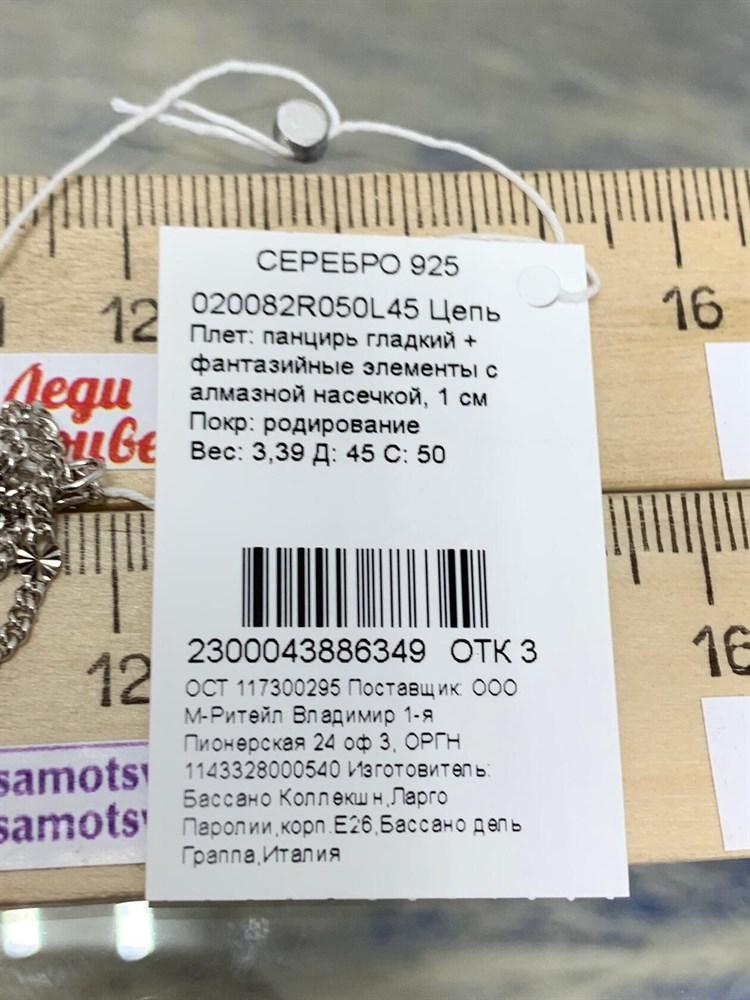 СЕРЕБРО 925
020082R050L45 Цепь
Плет: панцирь гладкий +
фантазийные элементы с
алмазной насечкой, 1 см
Покр: родирование
Вес: 3,39 Д: 45 С: 50
2300043886349 ОТК 3
ОСТ 117300295 Поставщик: ООО
М-Ритейл Владимир 1-я
Пионерская 24 оф 3, ОРГН
1143328000540 Изготовитель:
Бассано Коллекшн,Ларго
Паролии,корп.Е26,Бассано дель
Граппа,Италия
12
16
Леди
12
16
samotsv
samotsv